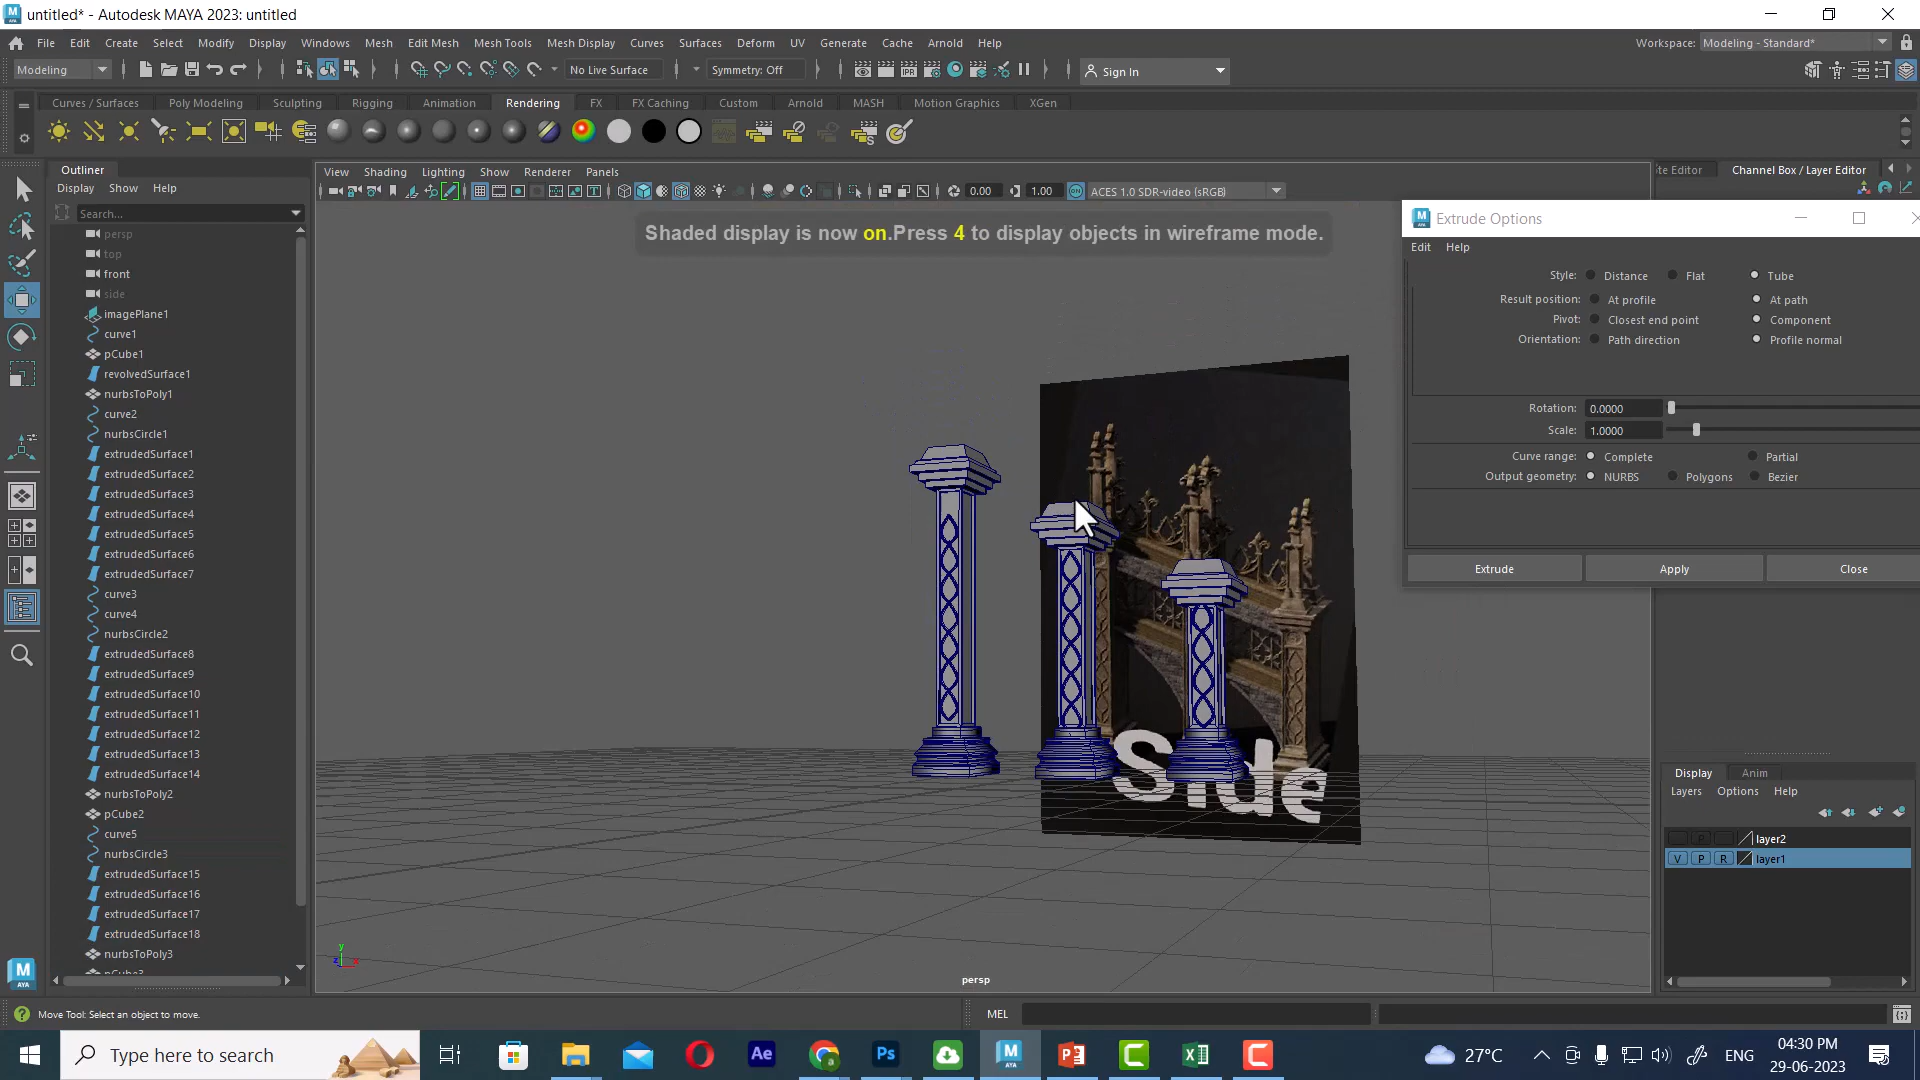 untitled* - Autodesk MAYA 2023: untitled
File Edit Create Select Modify Display Windows Mesh Edit Mesh Mesh Tools Mesh Display Curves Surfaces Deform UV Generate Cache Arnold Help
Workspace: Modeling - Standard*
Modeling
No Live Surface
Symmetry: Off
IPR
Sign In
Curves / Surfaces Poly Modeling Sculpting Rigging Animation Rendering FX FX Caching Custom Arnold MASH Motion Graphics XGen
Outliner
Display Show Help
Search...
persp
top
front
side
imagePlane1
curve1
pCube1
revolvedSurface1
nurbsToPoly1
curve2
nurbsCircle1
extrudedSurface1
extrudedSurface2
extrudedSurface3
extrudedSurface4
extrudedSurface5
extrudedSurface6
extrudedSurface7
curve3
curve4
nurbsCircle2
extrudedSurface8
extrudedSurface9
extrudedSurface10
extrudedSurface11
extrudedSurface12
extrudedSurface13
extrudedSurface14
nurbsToPoly2
pCube2
curve5
nurbsCircle3
extrudedSurface15
extrudedSurface16
extrudedSurface17
extrudedSurface18
nurbsToPoly3
pCube3
View Shading Lighting Show Renderer Panels
0.00 1.00 ACES 1.0 SDR-video (sRGB)
Shaded display is now on.Press 4 to display objects in wireframe mode.
Side
y
z x
persp
te Editor Channel Box / Layer Editor
Extrude Options
Edit Help
Style: Distance Flat Tube
Result position: At profile At path
Pivot: Closest end point Component
Orientation: Path direction Profile normal
Rotation: 0.0000
Scale: 1.0000
Curve range: Complete Partial
Output geometry: NURBS Polygons Bezier
Extrude Apply Close
Display Anim
Layers Options Help
layer2
V P R layer1
Move Tool: Select an object to move.
MEL
Type here to search
27°C
ENG
04:30 PM
29-06-2023